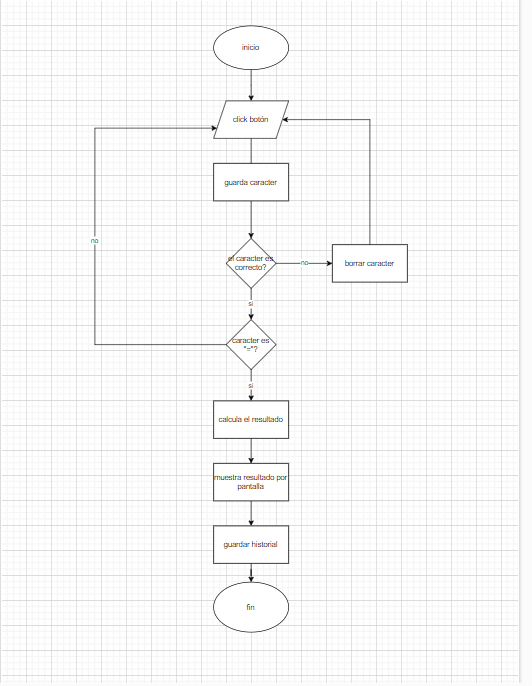 inicio
click botón
guarda caracter
el caracter es
correcto?
no
borrar caracter
si
no
caracter es
"="?
si
calcula el resultado
muestra resultado por
pantalla
guardar historial
fin